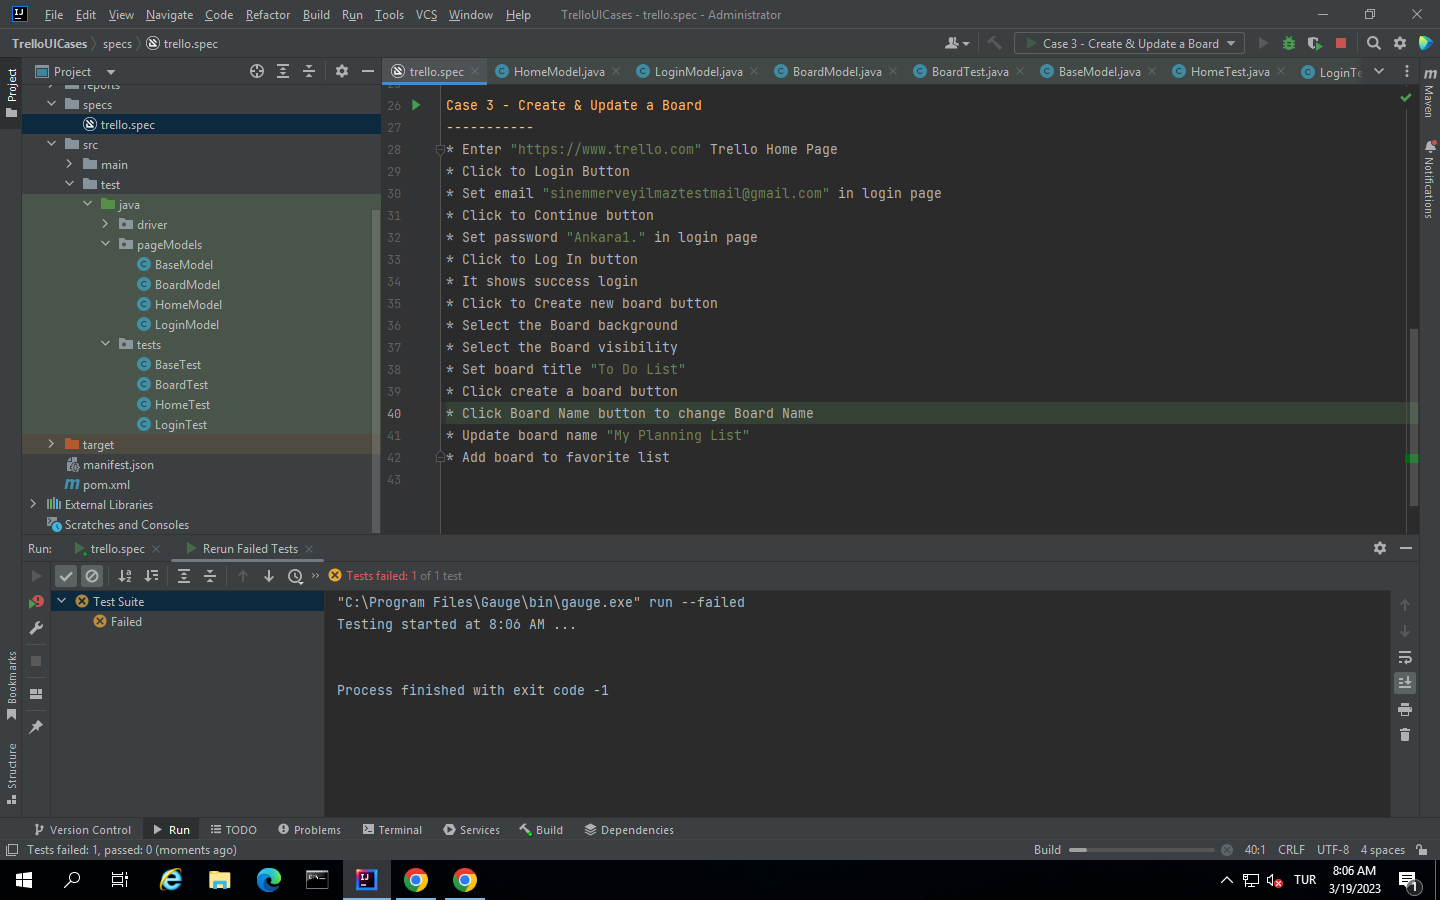 File Edit View Navigate Code Refactor Build Run Tools VCS Window Help TrelloUICases - trello.spec - Administrator
TrelloUICases specs trello.spec Case 3 - Create & Update a Board
Project
trello.spec HomeModel.java LoginModel.java BoardModel.java BoardTest.java BaseModel.java HomeTest.java LoginTe
reports
specs
trello.spec
src
main
test
java
driver
pageModels
BaseModel
BoardModel
HomeModel
LoginModel
tests
BaseTest
BoardTest
HomeTest
LoginTest
target
manifest.json
pom.xml
External Libraries
Scratches and Consoles
26 Case 3 - Create & Update a Board
27 -----------
28 * Enter "https://www.trello.com" Trello Home Page
29 * Click to Login Button
30 * Set email "sinemmerveyilmaztestmail@gmail.com" in login page
31 * Click to Continue button
32 * Set password "Ankara1." in login page
33 * Click to Log In button
34 * It shows success login
35 * Click to Create new board button
36 * Select the Board background
37 * Select the Board visibility
38 * Set board title "To Do List"
39 * Click create a board button
40 * Click Board Name button to change Board Name
41 * Update board name "My Planning List"
42 * Add board to favorite list
43
Project
Bookmarks
Structure
Maven
Notifications
Run: trello.spec Rerun Failed Tests
Tests failed: 1 of 1 test
Test Suite
Failed
"C:\Program Files\Gauge\bin\gauge.exe" run --failed
Testing started at 8:06 AM ...
Process finished with exit code -1
Version Control Run TODO Problems Terminal Services Build Dependencies
Tests failed: 1, passed: 0 (moments ago) Build 40:1 CRLF UTF-8 4 spaces
TUR 8:06 AM
3/19/2023
1